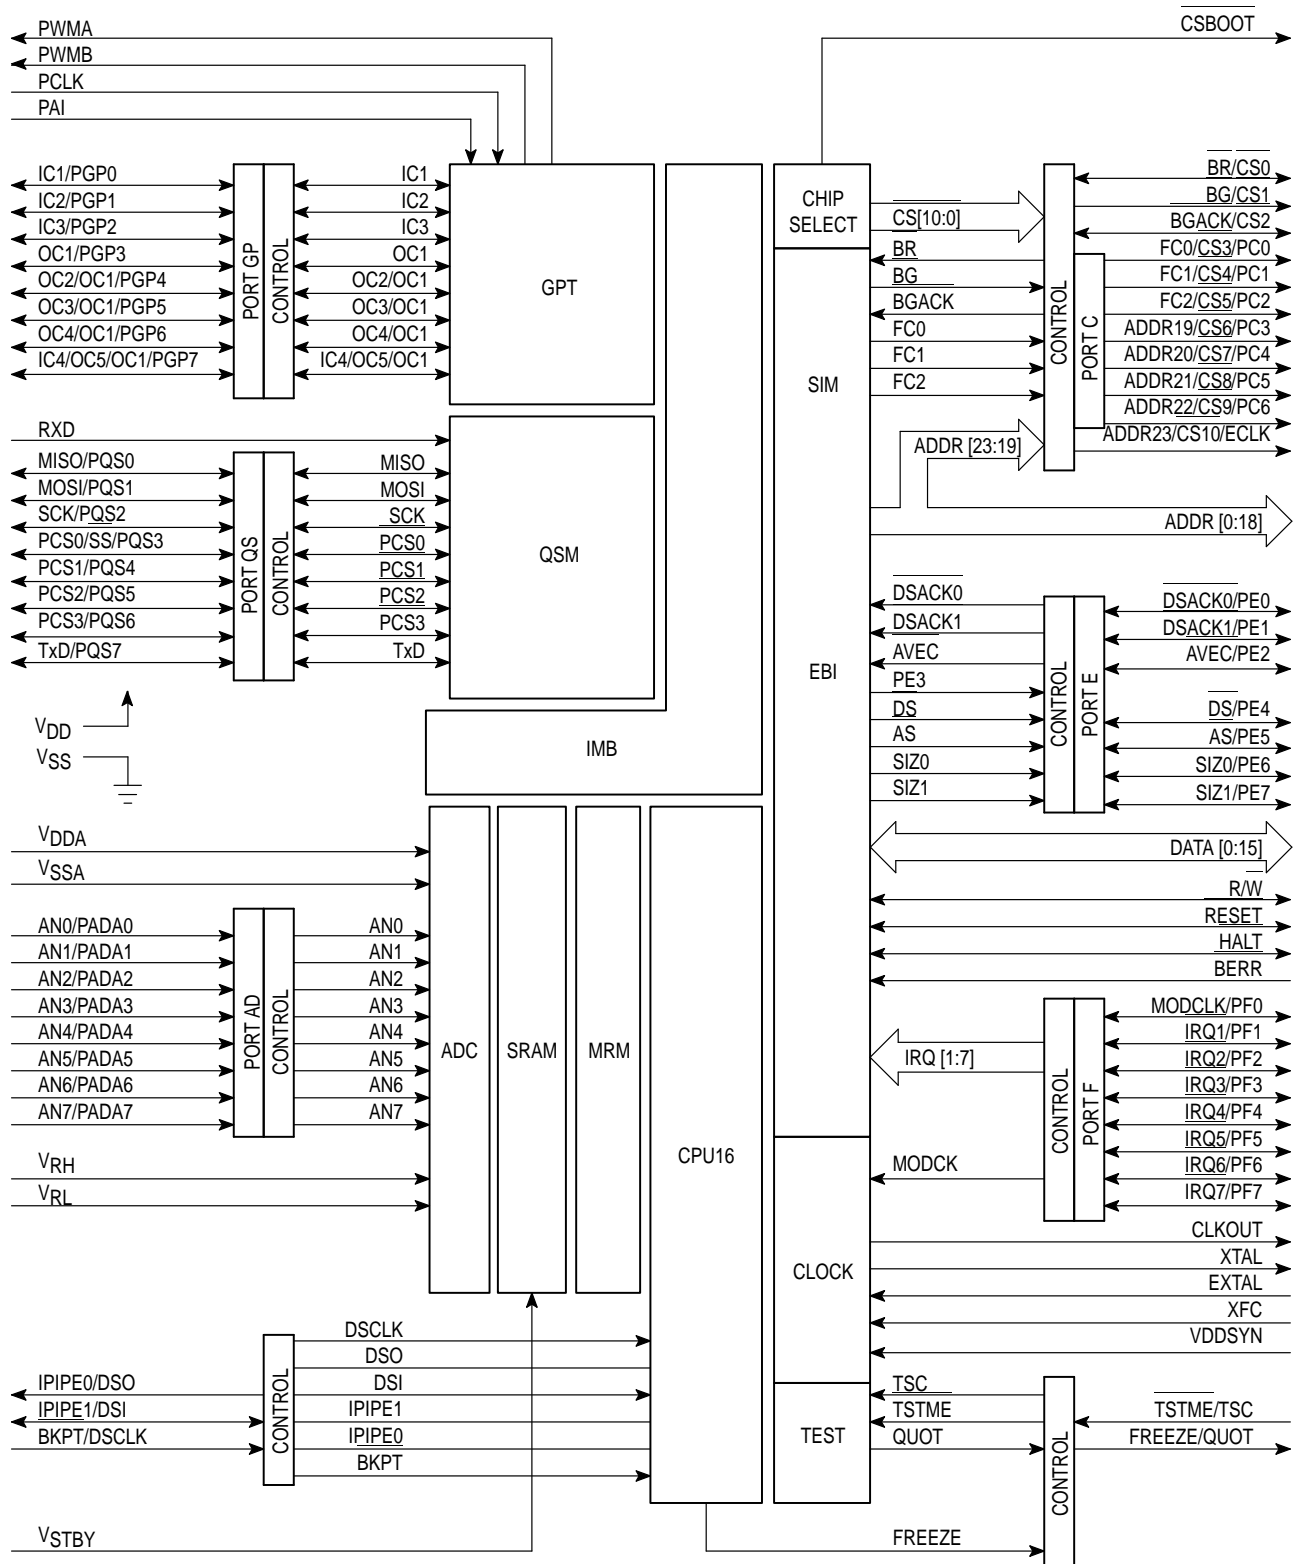 PWMA
PWMB
PCLK
PAI
CSBOOT
IC1/PGP0
IC2/PGP1
IC3/PGP2
OC1/PGP3
OC2/OC1/PGP4
OC3/OC1/PGP5
OC4/OC1/PGP6
IC4/OC5/OC1/PGP7
PORT GP
CONTROL
IC1
IC2
IC3
OC1
OC2/OC1
OC3/OC1
OC4/OC1
IC4/OC5/OC1
GPT
RXD
MISO/PQS0
MOSI/PQS1
SCK/PQS2
PCS0/SS/PQS3
PCS1/PQS4
PCS2/PQS5
PCS3/PQS6
TxD/PQS7
PORT QS
CONTROL
MISO
MOSI
SCK
PCS0
PCS1
PCS2
PCS3
TxD
QSM
VDD
VSS
IMB
VDDA
VSSA
AN0/PADA0
AN1/PADA1
AN2/PADA2
AN3/PADA3
AN4/PADA4
AN5/PADA5
AN6/PADA6
AN7/PADA7
PORT AD
CONTROL
AN0
AN1
AN2
AN3
AN4
AN5
AN6
AN7
VRH
VRL
ADC
SRAM
MRM
CPU16
DSCLK
DSO
DSI
IPIPE1
IPIPE0
BKPT
CONTROL
IPIPE0/DSO
IPIPE1/DSI
BKPT/DSCLK
VSTBY
CHIP
SELECT
SIM
EBI
CLOCK
TEST
CS[10:0]
BR
BG
BGACK
FC0
FC1
FC2
ADDR [23:19]
CONTROL
PORT C
BR/CS0
BG/CS1
BGACK/CS2
FC0/CS3/PC0
FC1/CS4/PC1
FC2/CS5/PC2
ADDR19/CS6/PC3
ADDR20/CS7/PC4
ADDR21/CS8/PC5
ADDR22/CS9/PC6
ADDR23/CS10/ECLK
ADDR [0:18]
DSACK0
DSACK1
AVEC
PE3
DS
AS
SIZ0
SIZ1
CONTROL
PORT E
DSACK0/PE0
DSACK1/PE1
AVEC/PE2
DS/PE4
AS/PE5
SIZ0/PE6
SIZ1/PE7
DATA [0:15]
R/W
RESET
HALT
BERR
IRQ [1:7]
MODCK
CONTROL
PORT F
MODCLK/PF0
IRQ1/PF1
IRQ2/PF2
IRQ3/PF3
IRQ4/PF4
IRQ5/PF5
IRQ6/PF6
IRQ7/PF7
CLKOUT
XTAL
EXTAL
XFC
VDDSYN
TSC
TSTME
QUOT
FREEZE
CONTROL
TSTME/TSC
FREEZE/QUOT